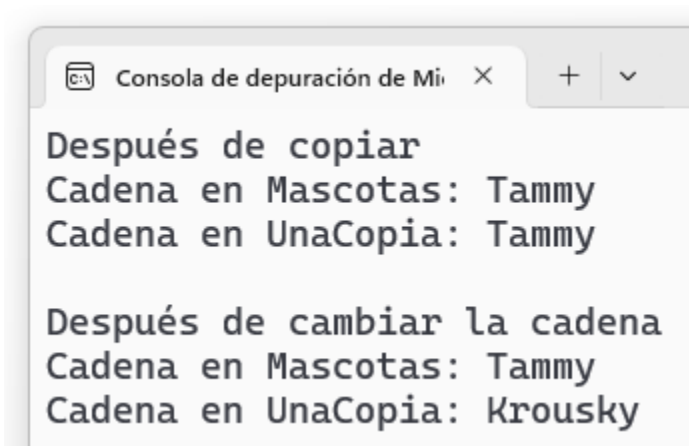 Consola de depuración de Mi
Después de copiar
Cadena en Mascotas: Tammy
Cadena en UnaCopia: Tammy
Después de cambiar la cadena
Cadena en Mascotas: Tammy
Cadena en UnaCopia: Krousky